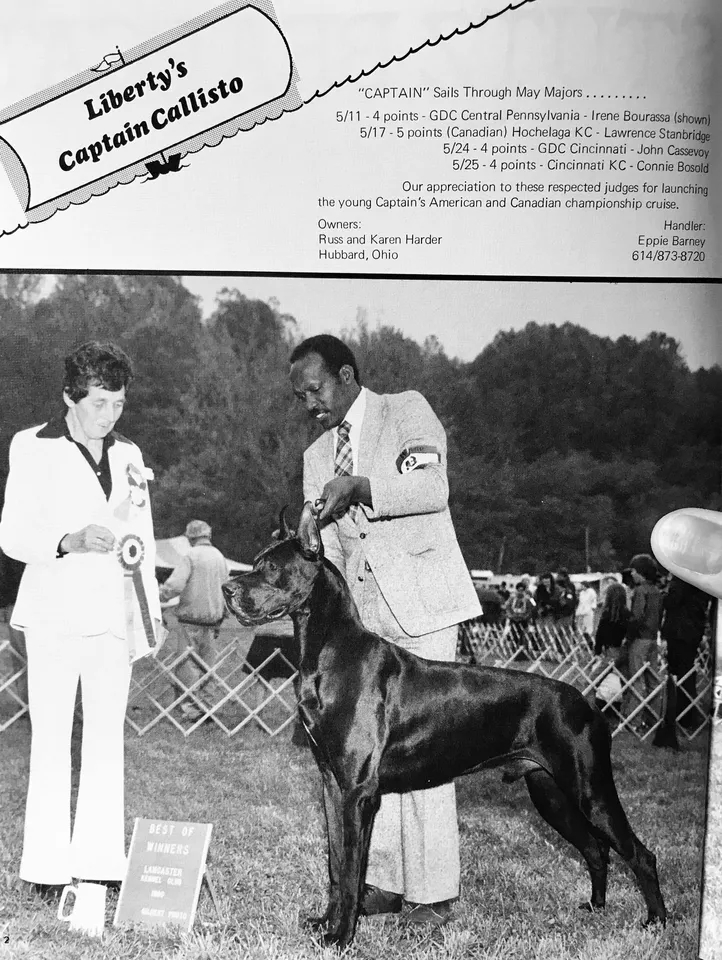 Liberty's
Captain Callisto
"CAPTAIN" Sails Through May Majors . . . . . . . . .
5/11 - 4 points - GDC Central Pennsylvania - Irene Bourassa (shown)
5/17 - 5 points (Canadian) Hochelaga KC - Lawrence Stanbridge
5/24 - 4 points - GDC Cincinnati - John Cassevoy
5/25 - 4 points - Cincinnati KC - Connie Bosold
Our appreciation to these respected judges for launching
the young Captain's American and Canadian championship cruise.
Owners:
Russ and Karen Harder
Hubbard, Ohio
Handler:
Eppie Barney
614/873-8720
BEST OF
WINNERS
LANCASTER
KENNEL CLUB
1980
PHOTO
2